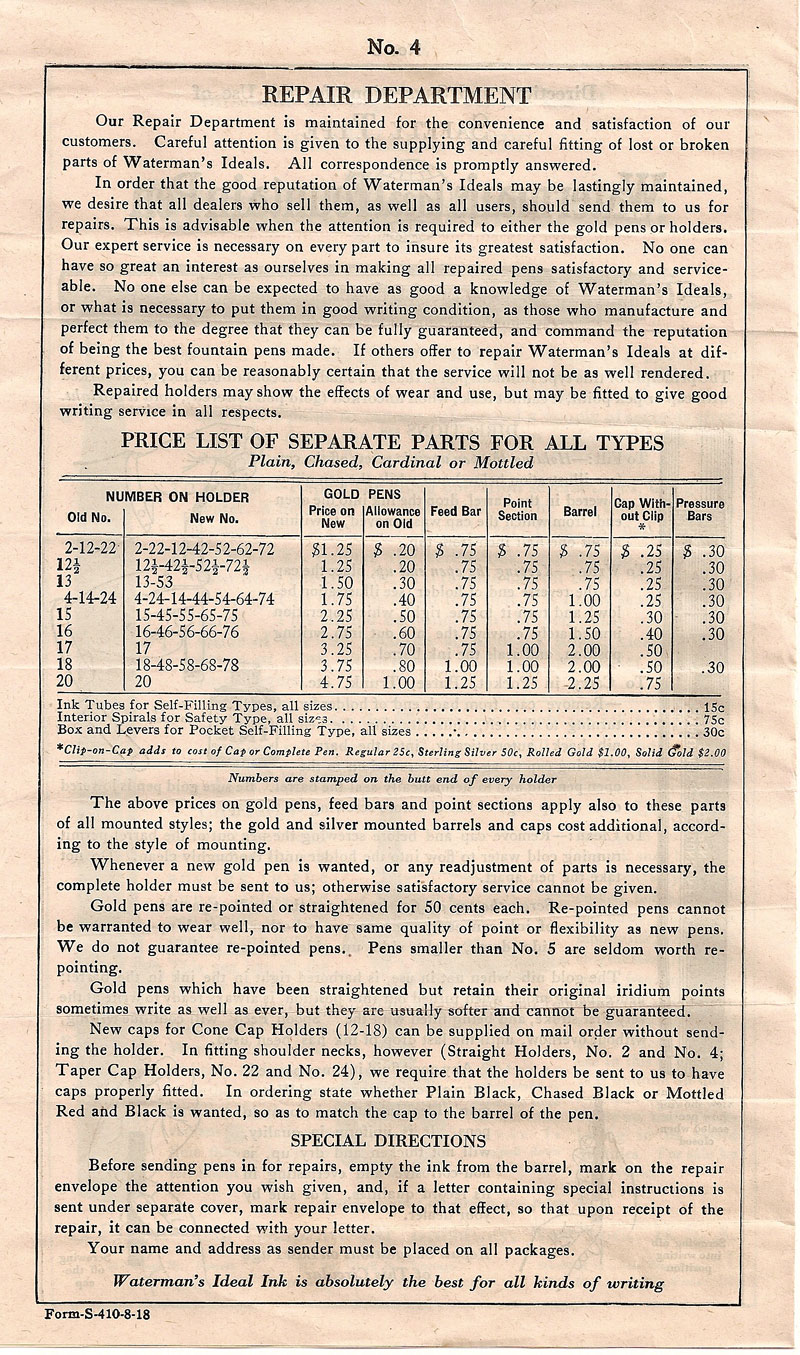 No. 4
REPAIR DEPARTMENT
Our Repair Department is maintained for the convenience and satisfaction of our
customers. Careful attention is given to the supplying and careful fitting of lost or broken
parts of Waterman's Ideals. All correspondence is promptly answered.
In order that the good reputation of Waterman's Ideals may be lastingly maintained,
we desire that all dealers who sell them, as well as all users, should send them to us for
repairs. This is advisable when the attention is required to either the gold pens or holders.
Our expert service is necessary on every part to insure its greatest satisfaction. No one can
have so great an interest as ourselves in making all repaired pens satisfactory and service-
able. No one else can be expected to have as good a knowledge of Waterman's Ideals,
or what is necessary to put them in good writing condition, as those who manufacture and
perfect them to the degree that they can be fully guaranteed, and command the reputation
of being the best fountain pens made. If others offer to repair Waterman's Ideals at dif-
ferent prices, you can be reasonably certain that the service will not be as well rendered.
Repaired holders may show the effects of wear and use, but may be fitted to give good
writing service in all respects.
PRICE LIST OF SEPARATE PARTS FOR ALL TYPES
Plain, Chased, Cardinal or Mottled
NUMBER ON HOLDER GOLD PENS Feed Bar Point Section Barrel Cap With-out Clip * Pressure Bars
Old No. New No. Price on New Allowance on Old
2-12-22 2-22-12-42-52-62-72 $1.25 $ .20 $ .75 $ .75 $ .75 $ .25 $ .30
12½ 12½-42½-52½-72½ 1.25 .20 .75 .75 .75 .25 .30
13 13-53 1.50 .30 .75 .75 .75 .25 .30
4-14-24 4-24-14-44-54-64-74 1.75 .40 .75 .75 1.00 .25 .30
15 15-45-55-65-75 2.25 .50 .75 .75 1.25 .30 .30
16 16-46-56-66-76 2.75 .60 .75 .75 1.50 .40 .30
17 17 3.25 .70 .75 1.00 2.00 .50
18 18-48-58-68-78 3.75 .80 1.00 1.00 2.00 .50 .30
20 20 4.75 1.00 1.25 1.25 2.25 .75
Ink Tubes for Self-Filling Types, all sizes. . . . . . . . . . . . . . . . . . . . 15c
Interior Spirals for Safety Type, all sizes. . . . . . . . . . . . . . . . . . . . 75c
Box and Levers for Pocket Self-Filling Type, all sizes . . . . . . . . . . . . . . . . . . . . 30c
*Clip-on-Cap adds to cost of Cap or Complete Pen. Regular 25c, Sterling Silver 50c, Rolled Gold $1.00, Solid Gold $2.00
Numbers are stamped on the butt end of every holder
The above prices on gold pens, feed bars and point sections apply also to these parts
of all mounted styles; the gold and silver mounted barrels and caps cost additional, accord-
ing to the style of mounting.
Whenever a new gold pen is wanted, or any readjustment of parts is necessary, the
complete holder must be sent to us; otherwise satisfactory service cannot be given.
Gold pens are re-pointed or straightened for 50 cents each. Re-pointed pens cannot
be warranted to wear well, nor to have same quality of point or flexibility as new pens.
We do not guarantee re-pointed pens. Pens smaller than No. 5 are seldom worth re-
pointing.
Gold pens which have been straightened but retain their original iridium points
sometimes write as well as ever, but they are usually softer and cannot be guaranteed.
New caps for Cone Cap Holders (12-18) can be supplied on mail order without send-
ing the holder. In fitting shoulder necks, however (Straight Holders, No. 2 and No. 4;
Taper Cap Holders, No. 22 and No. 24), we require that the holders be sent to us to have
caps properly fitted. In ordering state whether Plain Black, Chased Black or Mottled
Red and Black is wanted, so as to match the cap to the barrel of the pen.
SPECIAL DIRECTIONS
Before sending pens in for repairs, empty the ink from the barrel, mark on the repair
envelope the attention you wish given, and, if a letter containing special instructions is
sent under separate cover, mark repair envelope to that effect, so that upon receipt of the
repair, it can be connected with your letter.
Your name and address as sender must be placed on all packages.
Waterman's Ideal Ink is absolutely the best for all kinds of writing
Form-S-410-8-18